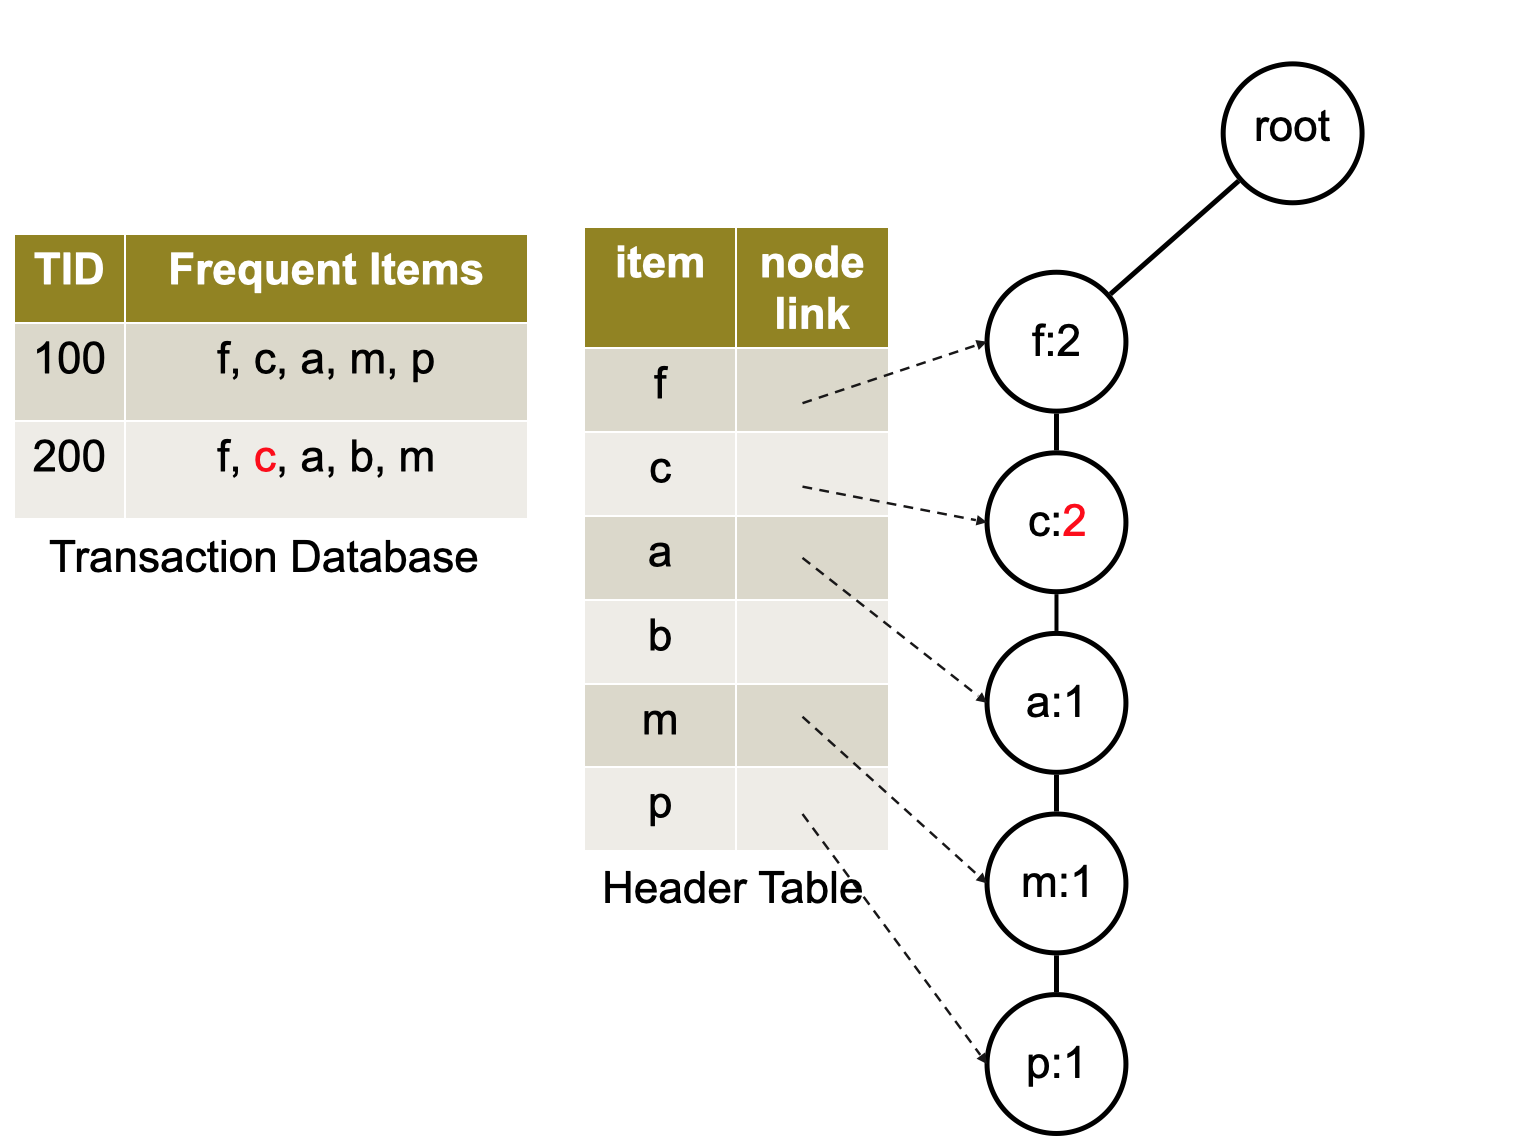 root
TID Frequent Items
100 f, c, a, m, p
200 f, c, a, b, m
Transaction Database
item node
link
f
c
a
b
m
p
Header Table
f:2
c:2
a:1
m:1
p:1